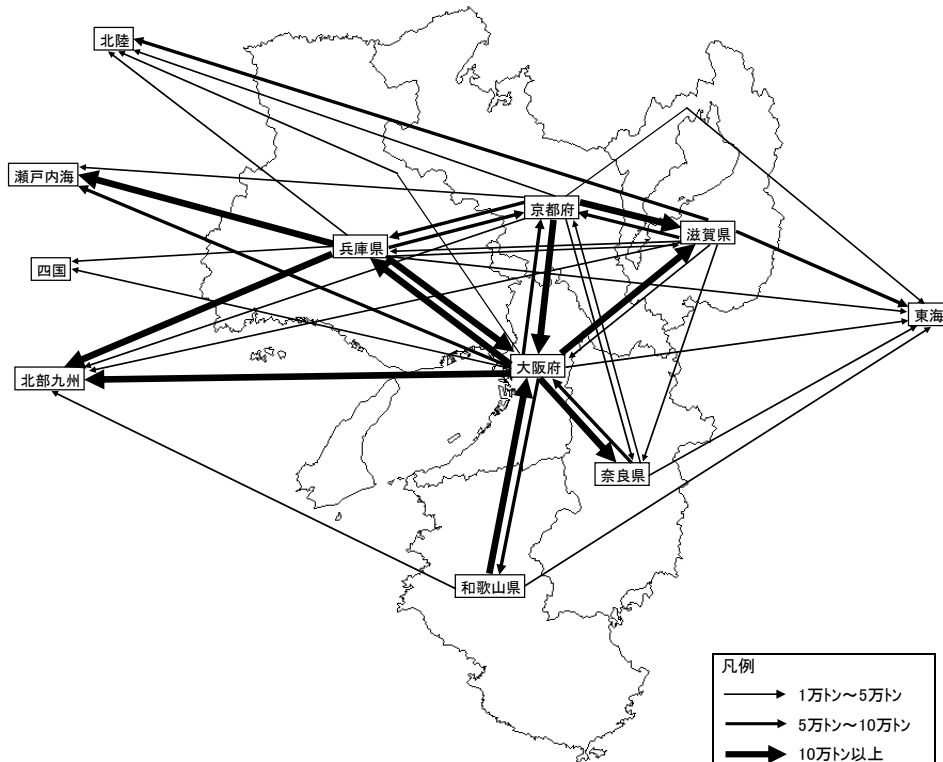 北陸
瀬戸内海
京都府
滋賀県
兵庫県
四国
東海
大阪府
北部九州
奈良県
和歌山県
凡例
1万トン～5万トン
5万トン～10万トン
10万トン以上